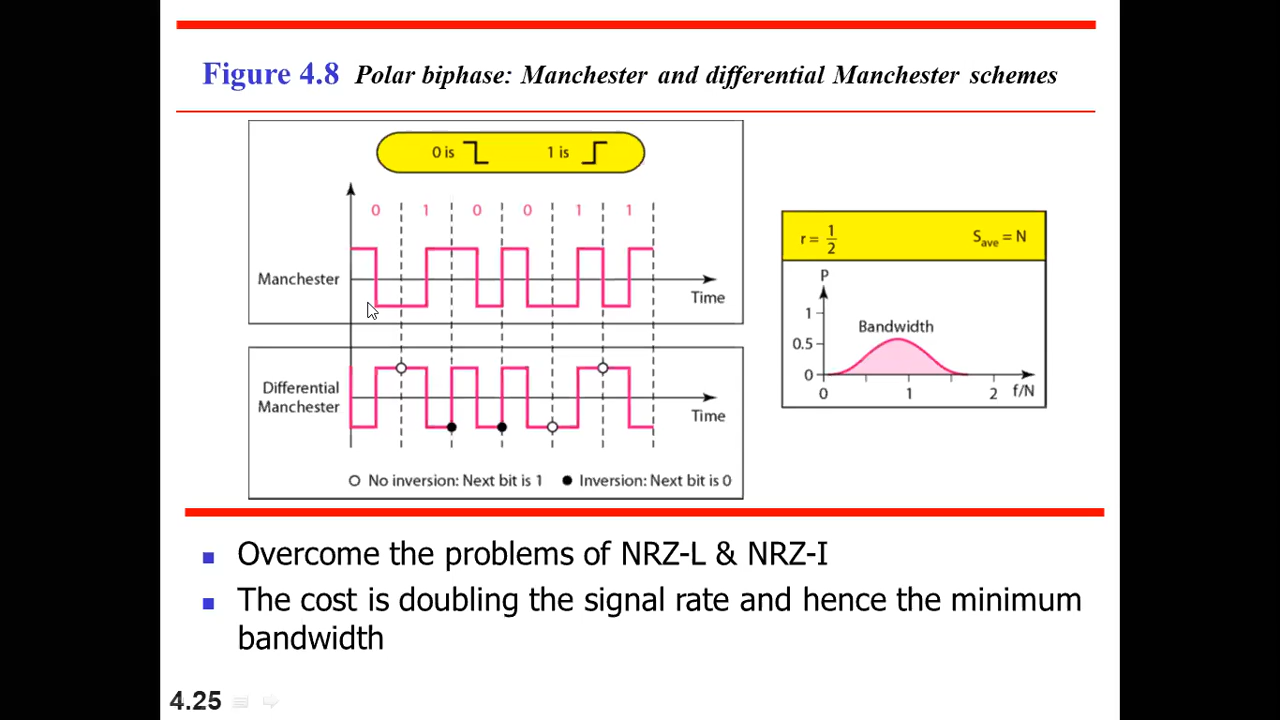 Figure 4.8 Polar biphase: Manchester and differential Manchester schemes
0 is 1 is
0 1 0 0 1 1
Manchester
Time
Differential
Manchester
Time
No inversion: Next bit is 1 Inversion: Next bit is 0
r = 1/2 Save = N
P
1
Bandwidth
0.5
0
0 1 2 f/N
Overcome the problems of NRZ-L & NRZ-I
The cost is doubling the signal rate and hence the minimum
bandwidth
4.25